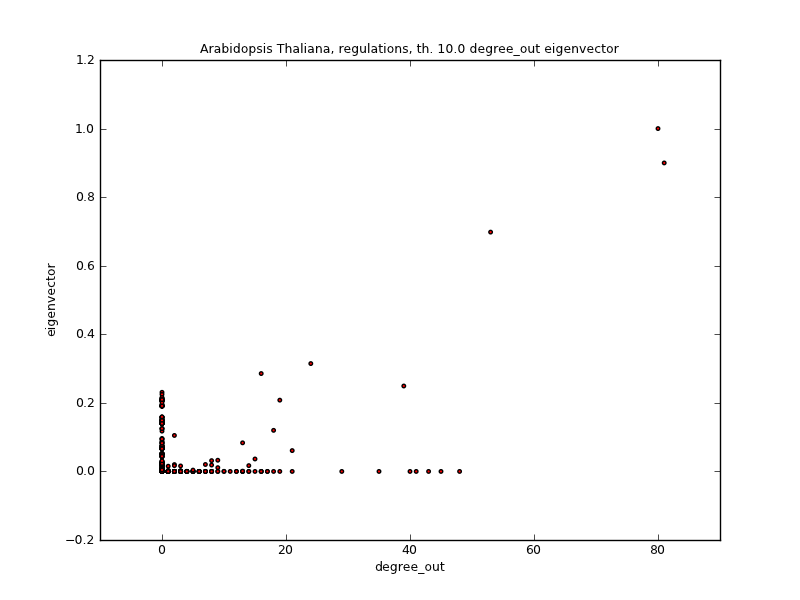 Arabidopsis Thaliana, regulations, th. 10.0 degree_out eigenvector
1.2
1.0
0.8
0.6
0.4
0.2
0.0
−0.2
eigenvector
0 20 40 60 80
degree_out